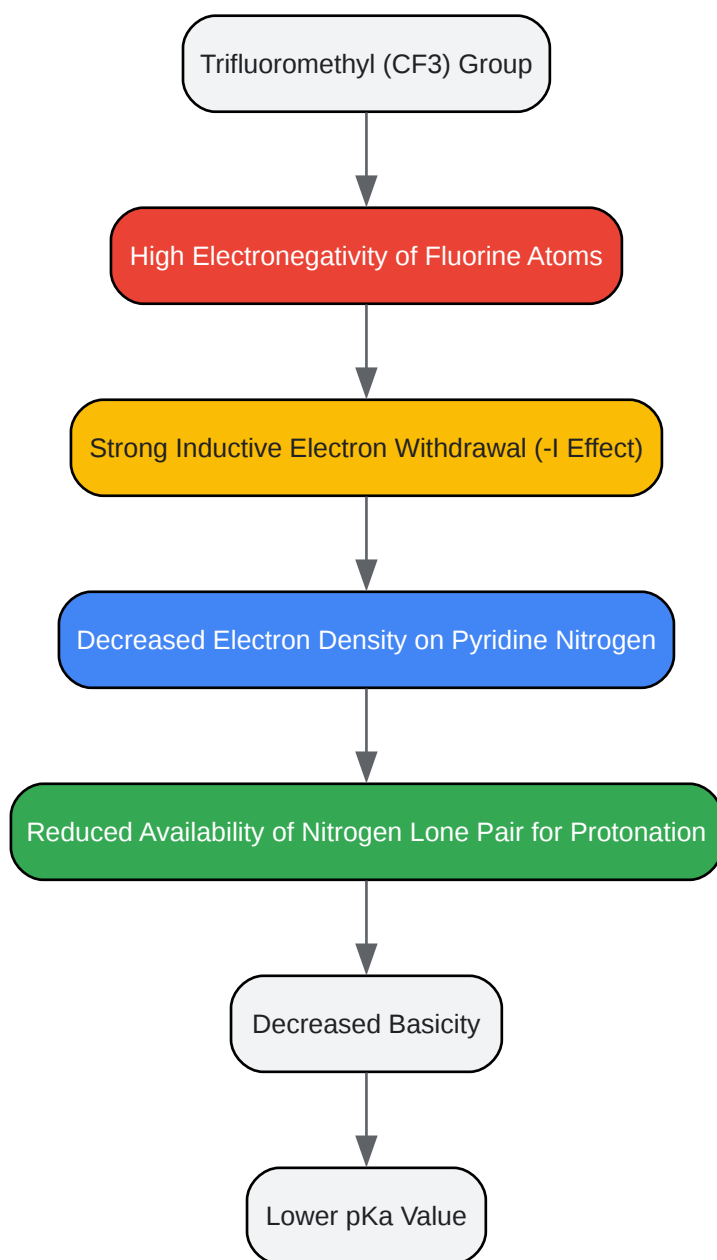 Trifluoromethyl (CF3) Group
High Electronegativity of Fluorine Atoms
Strong Inductive Electron Withdrawal (-I Effect)
Decreased Electron Density on Pyridine Nitrogen
Reduced Availability of Nitrogen Lone Pair for Protonation
Decreased Basicity
Lower pKa Value